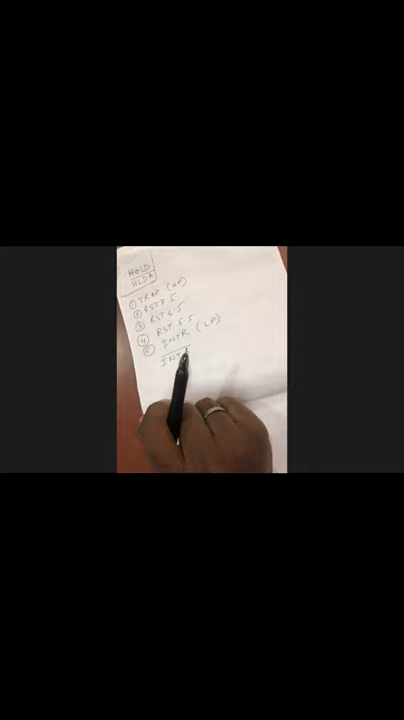 HOLD
HLDA
① TRAP (HP)
② RST 7.5
③ RST 6.5
④ RST 5.5
⑤ INTR (LP)